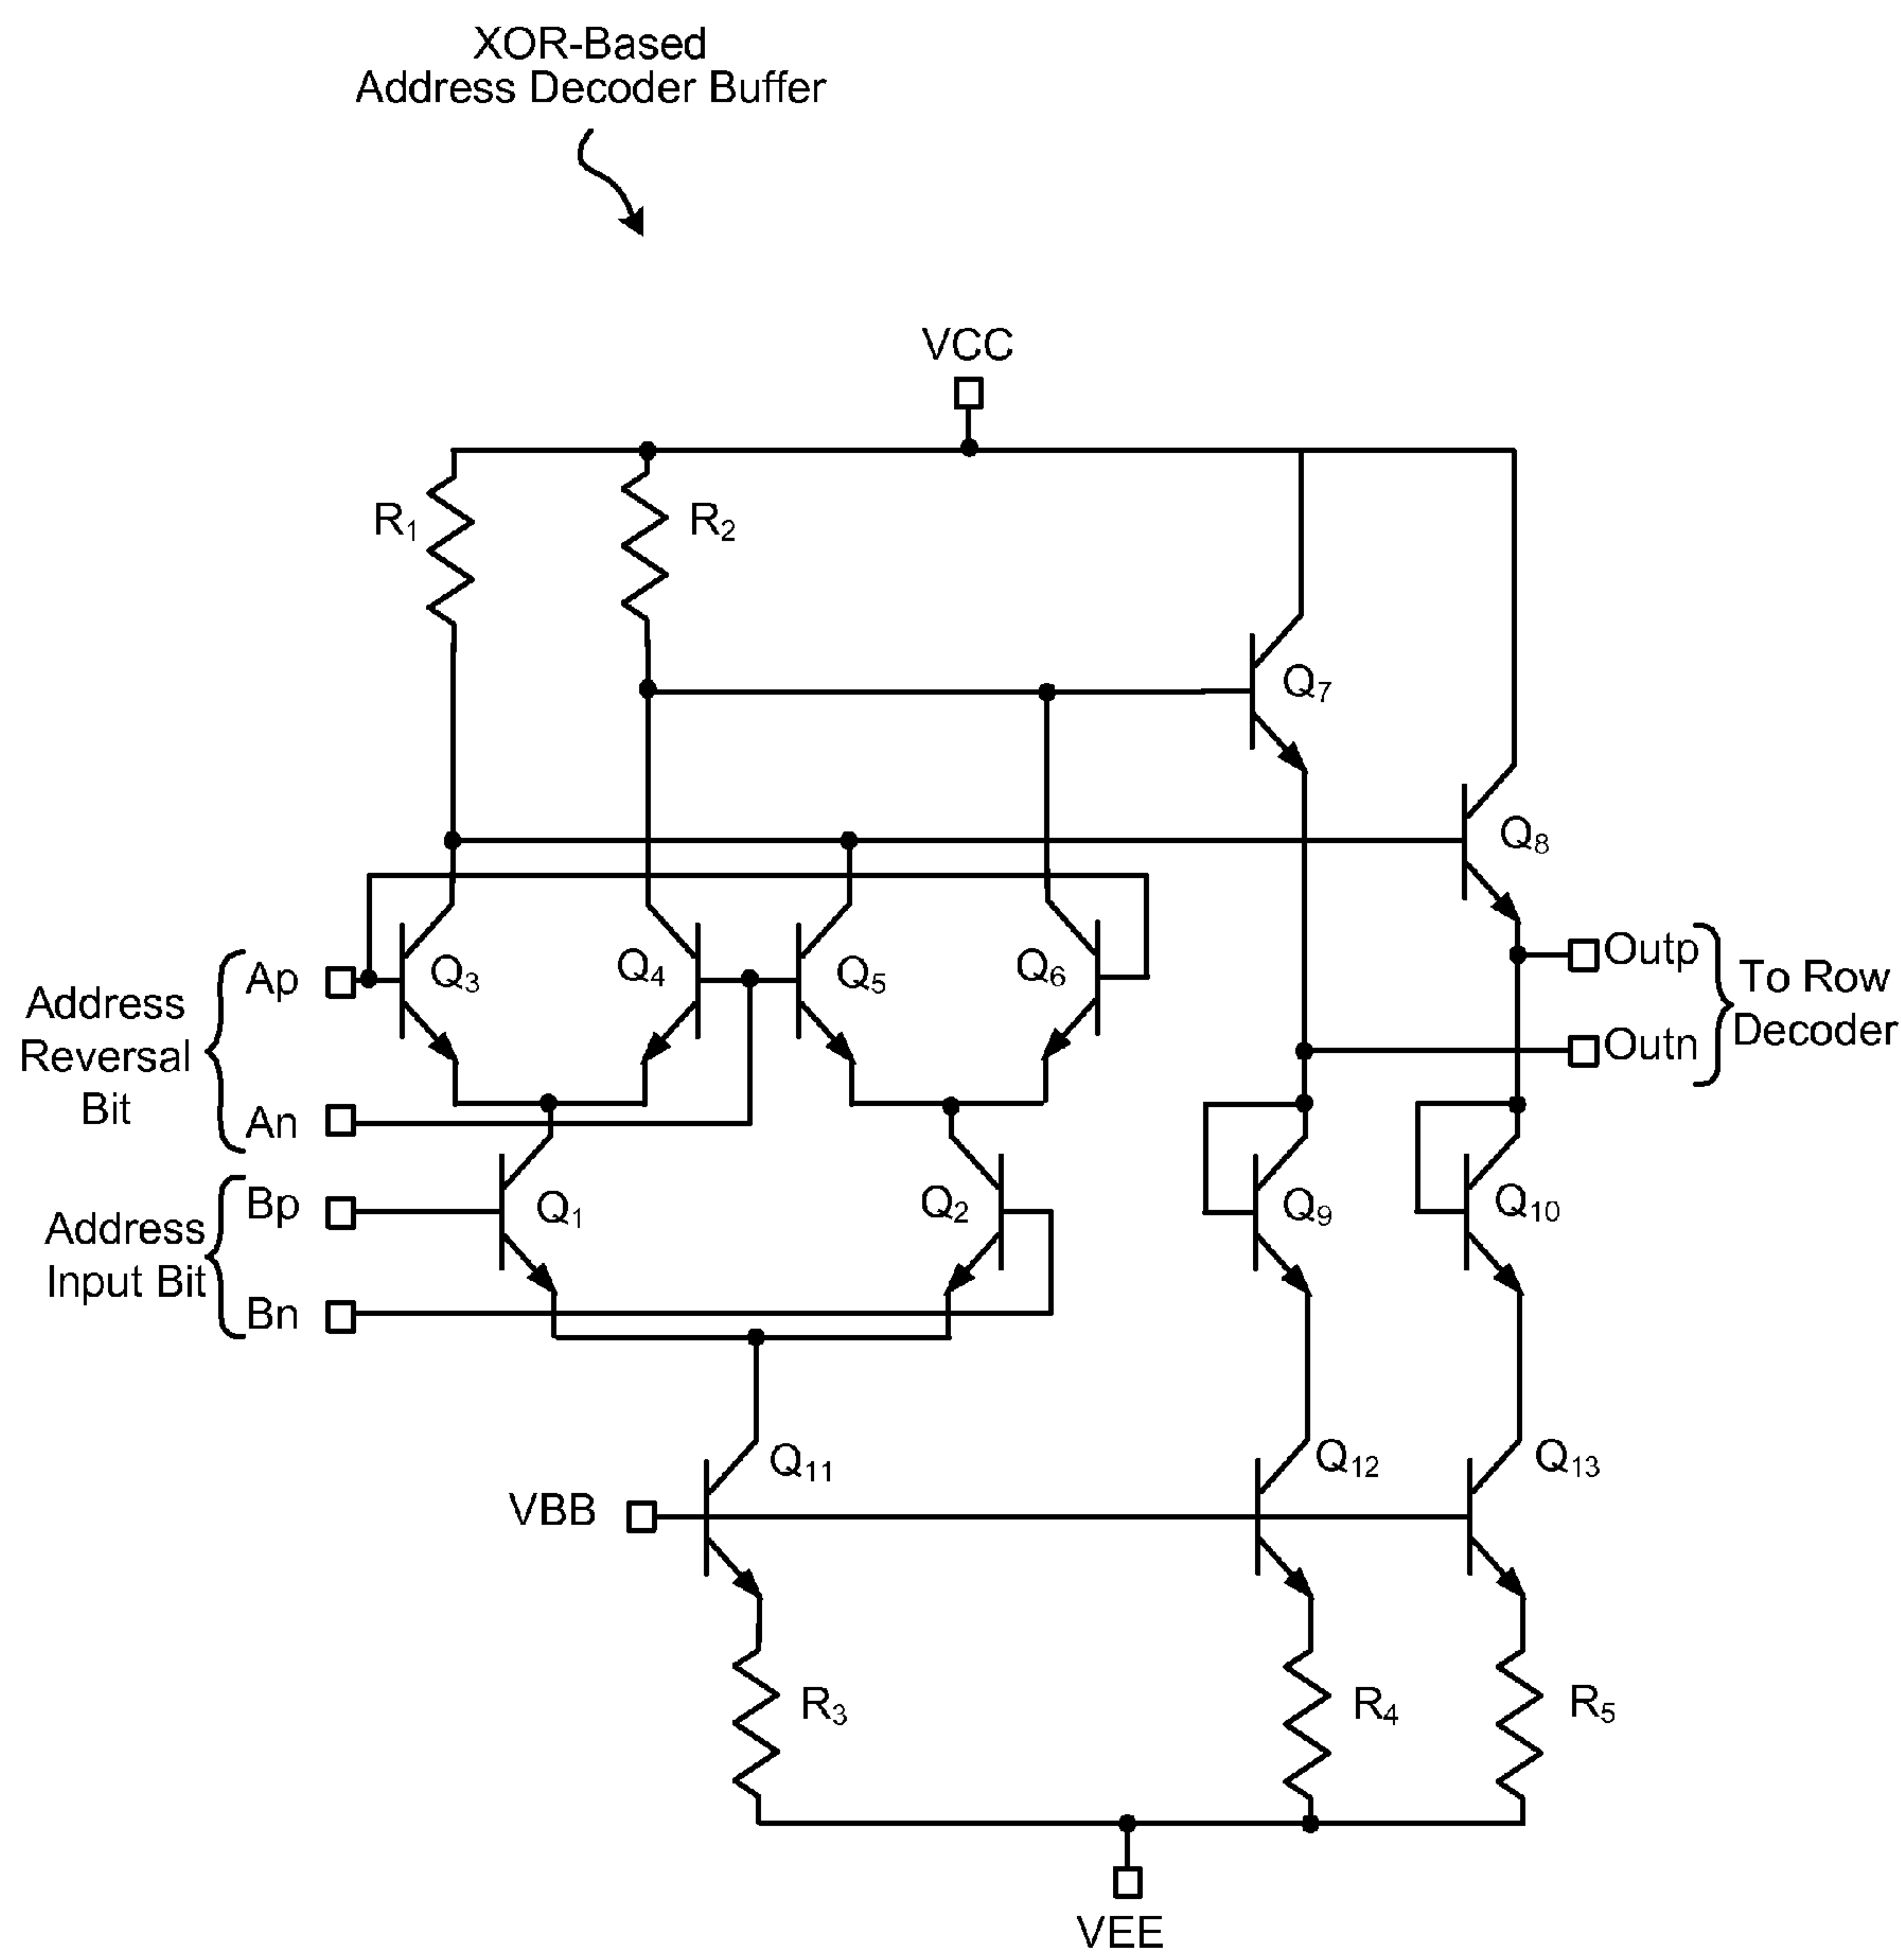 XOR-Based
Address Decoder Buffer
VCC
R1
R2
Q7
Q8
Ap
Q3
Q4
Q5
Q6
Outp
Outn
To Row
Decoder
Address
Reversal
Bit
An
Bp
Q1
Q2
Q9
Q10
Address
Input Bit
Bn
Q11
Q12
Q13
VBB
R3
R4
R5
VEE